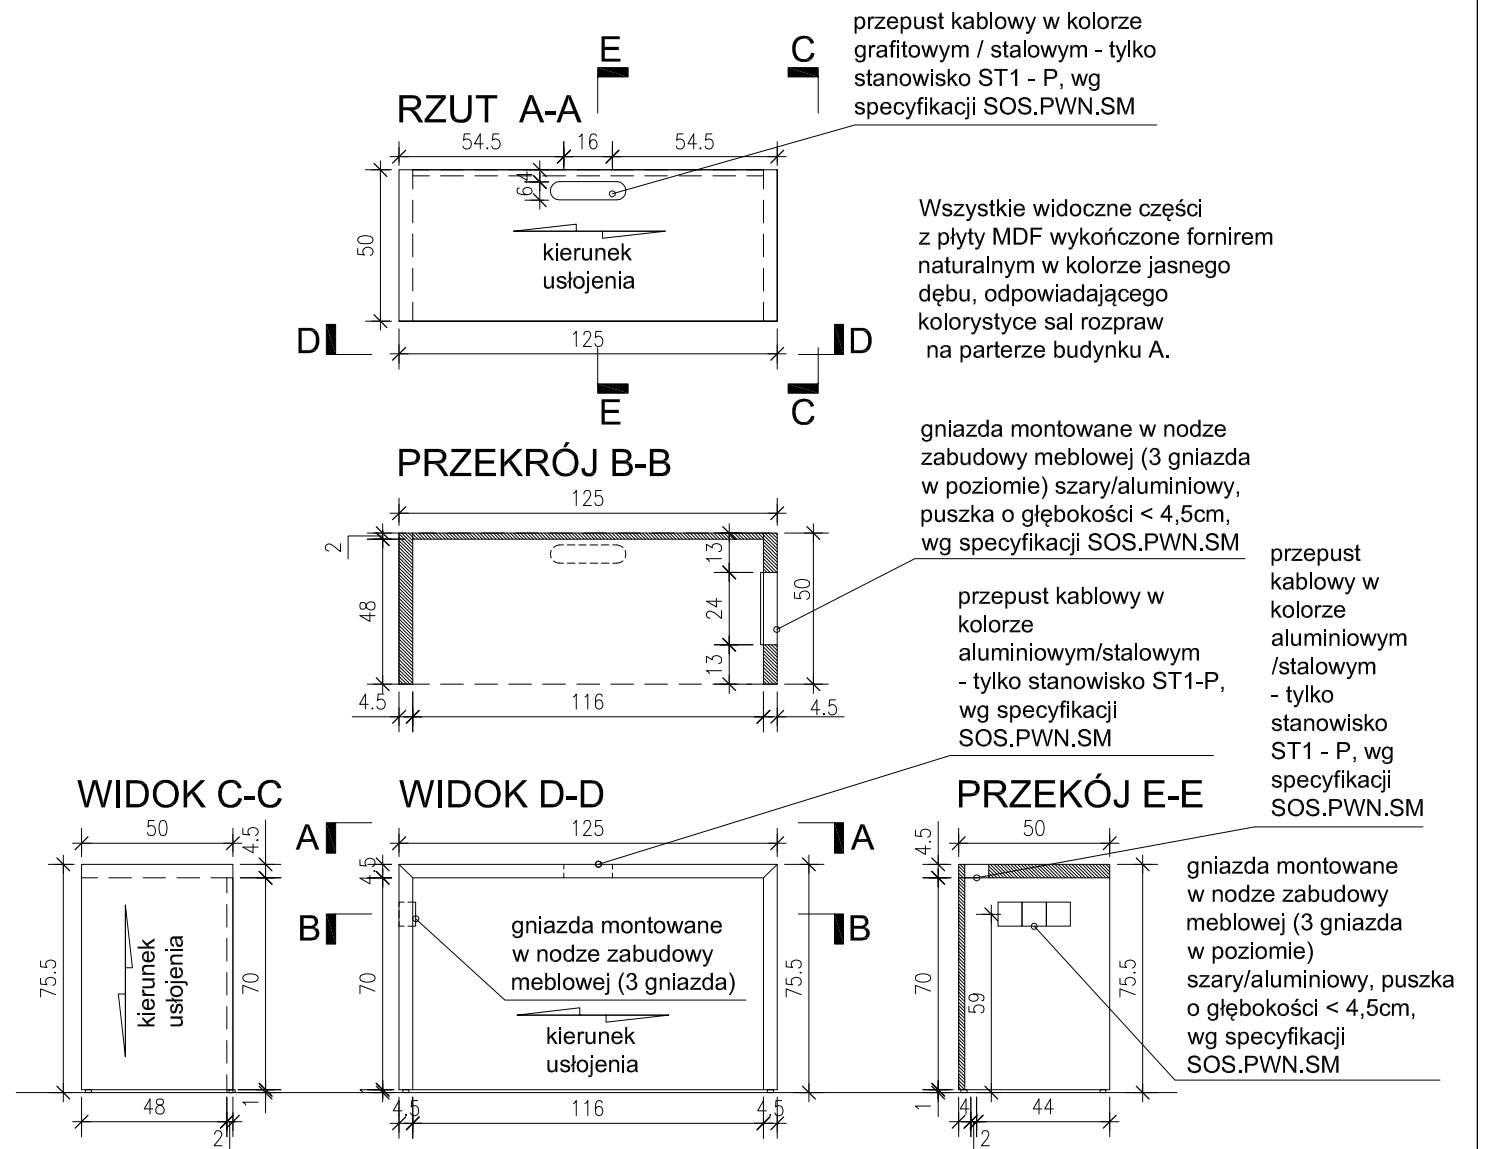 przepust kablowy w kolorze
grafitowym / stalowym - tylko
stanowisko ST1 - P, wg
specyfikacji SOS.PWN.SM
E
C
RZUT A-A
54.5
16
54.5
4
6
50
kierunek
usłojenia
Wszystkie widoczne części
z płyty MDF wykończone fornirem
naturalnym w kolorze jasnego
dębu, odpowiadającego
kolorystyce sal rozpraw
na parterze budynku A.
D
125
D
E
C
PRZEKRÓJ B-B
125
2
48
13
24
13
50
4.5
116
4.5
gniazda montowane w nodze
zabudowy meblowej (3 gniazda
w poziomie) szary/aluminiowy,
puszka o głębokości < 4,5cm,
wg specyfikacji SOS.PWN.SM
przepust kablowy w
kolorze
aluminiowym/stalowym
- tylko stanowisko ST1-P,
wg specyfikacji
SOS.PWN.SM
przepust
kablowy w
kolorze
aluminiowym
/stalowym
- tylko
stanowisko
ST1 - P, wg
specyfikacji
SOS.PWN.SM
WIDOK C-C
50
4.5
75.5
kierunek
usłojenia
70
48
1
2
WIDOK D-D
A
125
A
4.5
B
B
gniazda montowane
w nodze zabudowy
meblowej (3 gniazda)
70
75.5
kierunek
usłojenia
1
4.5
116
4.5
PRZEKÓJ E-E
50
4.5
70
59
75.5
1
4
44
2
gniazda montowane
w nodze zabudowy
meblowej (3 gniazda
w poziomie)
szary/aluminiowy, puszka
o głębokości < 4,5cm,
wg specyfikacji
SOS.PWN.SM